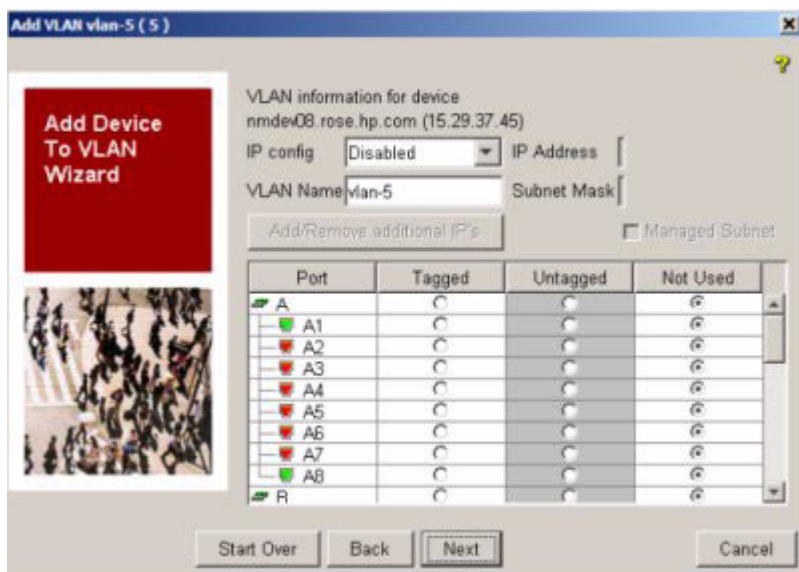 Add VLAN vlan-5 ( 5 )
Add Device
To VLAN
Wizard
VLAN information for device
nmdev08.rose.hp.com (15.29.37.45)
IP config Disabled IP Address
VLAN Name vlan-5 Subnet Mask
Add/Remove additional IP's Managed Subnet
Port Tagged Untagged Not Used
A
A1
A2
A3
A4
A5
A6
A7
A8
B
Start Over Back Next Cancel